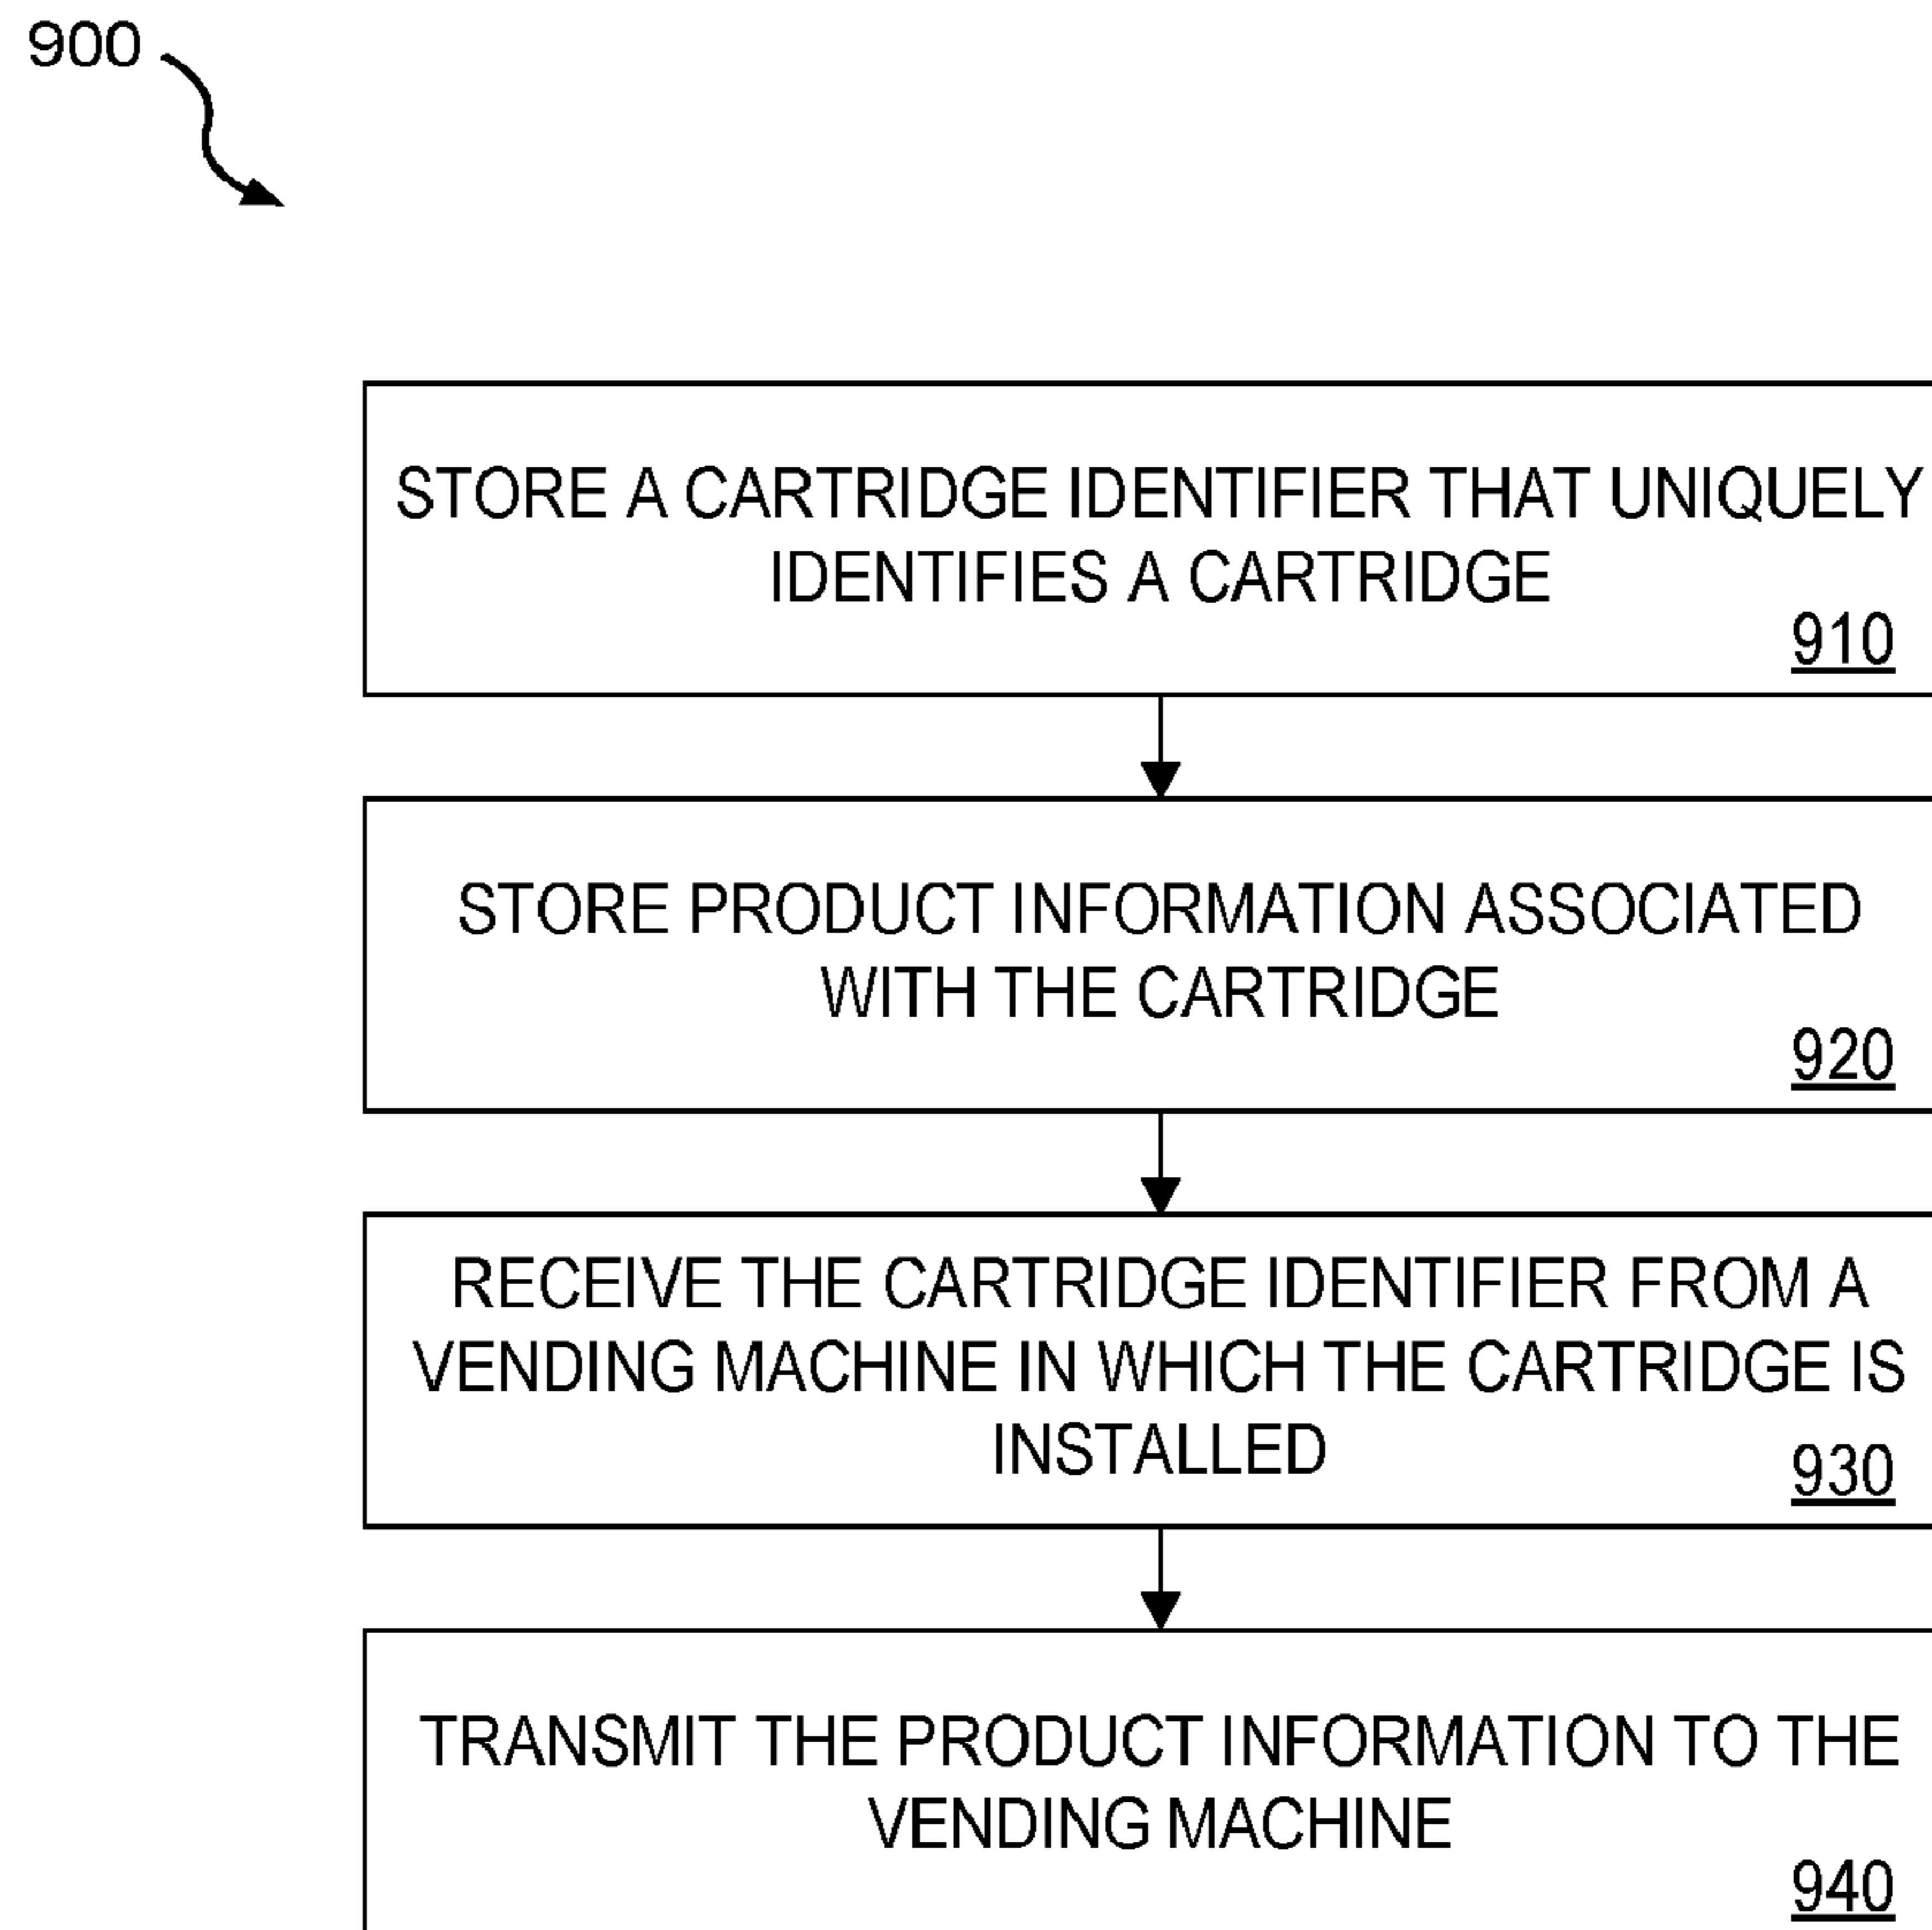 900
STORE A CARTRIDGE IDENTIFIER THAT UNIQUELY
IDENTIFIES A CARTRIDGE
910
STORE PRODUCT INFORMATION ASSOCIATED
WITH THE CARTRIDGE
920
RECEIVE THE CARTRIDGE IDENTIFIER FROM A
VENDING MACHINE IN WHICH THE CARTRIDGE IS
INSTALLED
930
TRANSMIT THE PRODUCT INFORMATION TO THE
VENDING MACHINE
940